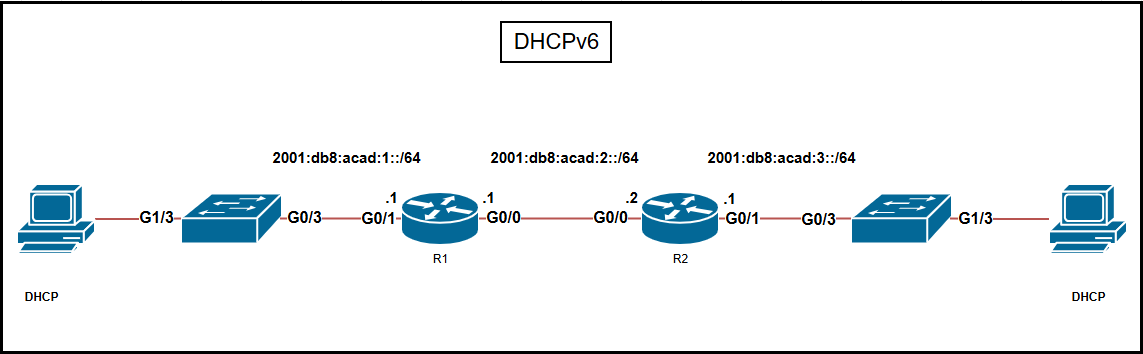 DHCPv6
2001:db8:acad:1::/64
2001:db8:acad:2::/64
2001:db8:acad:3::/64
.1
.1
.2
.1
G1/3
G0/3
G0/1
G0/0
G0/0
G0/1
G0/3
G1/3
R1
R2
DHCP
DHCP